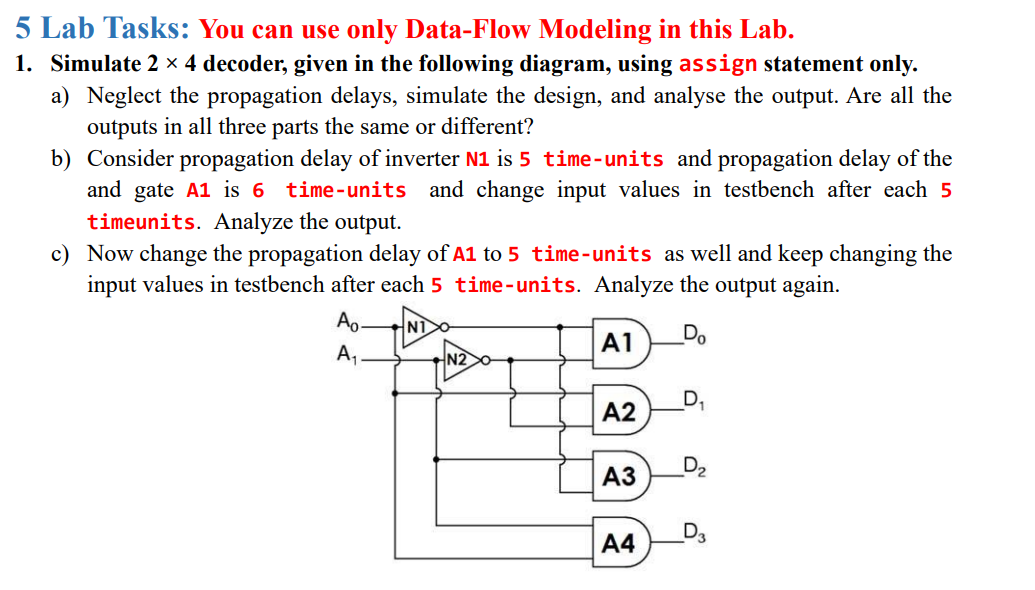 5 Lab Tasks: You can use only Data-Flow Modeling in this Lab.
1. Simulate 2 × 4 decoder, given in the following diagram, using assign statement only.
a) Neglect the propagation delays, simulate the design, and analyse the output. Are all the
outputs in all three parts the same or different?
b) Consider propagation delay of inverter N1 is 5 time-units and propagation delay of the
and gate A1 is 6 time-units and change input values in testbench after each 5
timeunits. Analyze the output.
c) Now change the propagation delay of A1 to 5 time-units as well and keep changing the
input values in testbench after each 5 time-units. Analyze the output again.
A₀ N1 A1 D₀
A₁ N2
A2 D₁
A3 D₂
A4 D₃